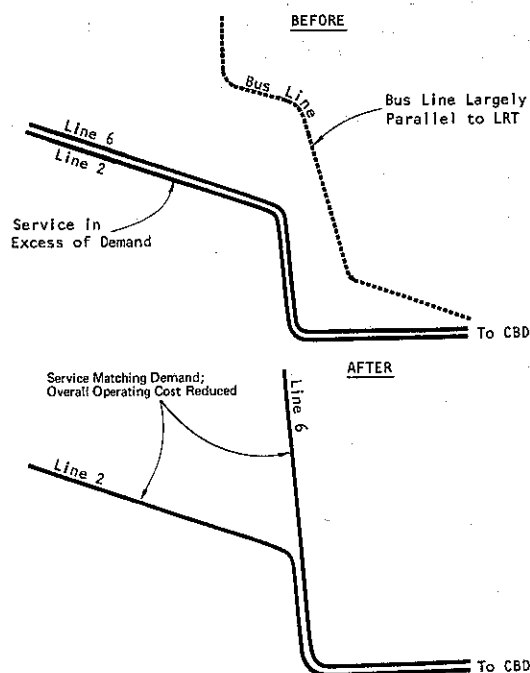 BEFORE
Bus Line
Bus Line Largely
Parallel to LRT
Line 6
Line 2
Service in
Excess of Demand
To CBD
AFTER
Service Matching Demand;
Overall Operating Cost Reduced
Line 6
Line 2
To CBD